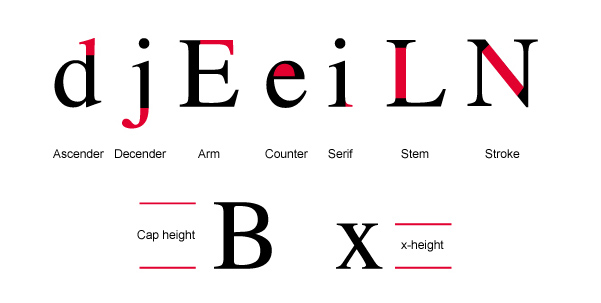 d j E e i L N
Ascender Decender Arm Counter Serif Stem Stroke
Cap height B x x-height